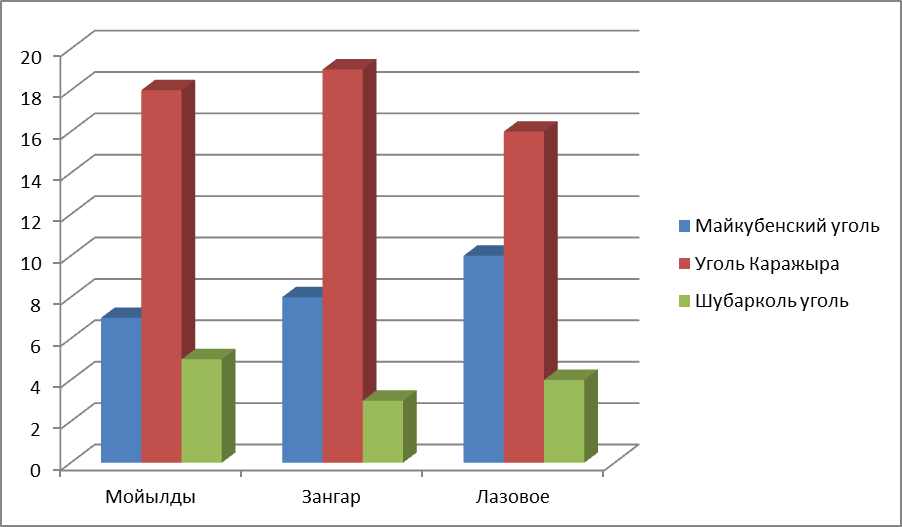 20
18
16
14
12
10
8
6
4
2
0
Мойылды Зангар Лазовое
Майкубенский уголь
Уголь Каражыра
Шубарколь уголь